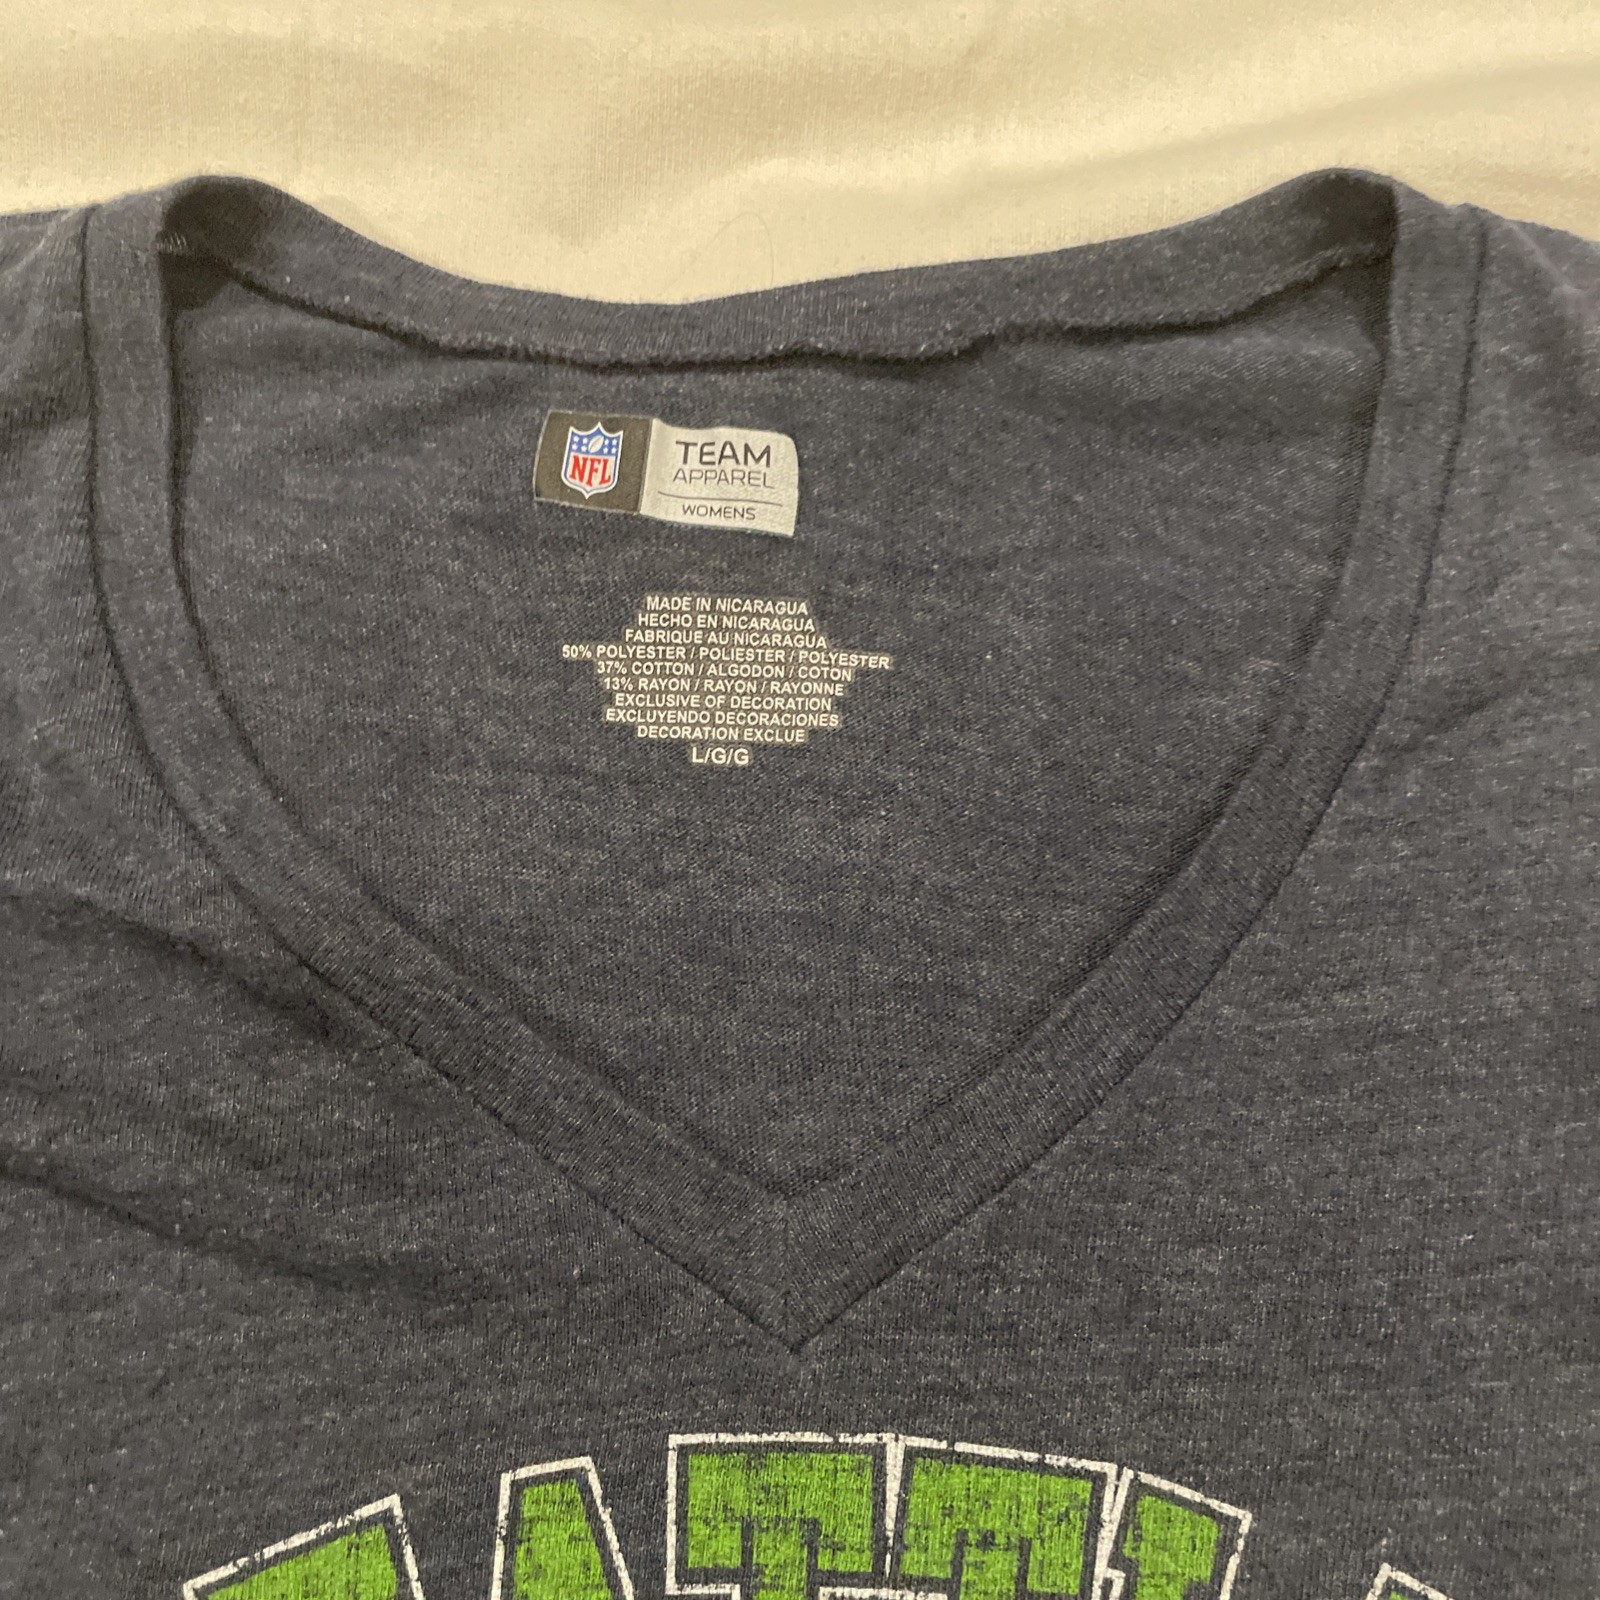 NFL
TEAM
APPAREL
WOMENS
MADE IN NICARAGUA
HECHO EN NICARAGUA
FABRIQUE AU NICARAGUA
50% POLYESTER / POLIESTER / POLYESTER
37% COTTON / ALGODON / COTON
13% RAYON / RAYON / RAYONNE
EXCLUSIVE OF DECORATION
EXCLUYENDO DECORACIONES
DECORATION EXCLUE
L/G/G